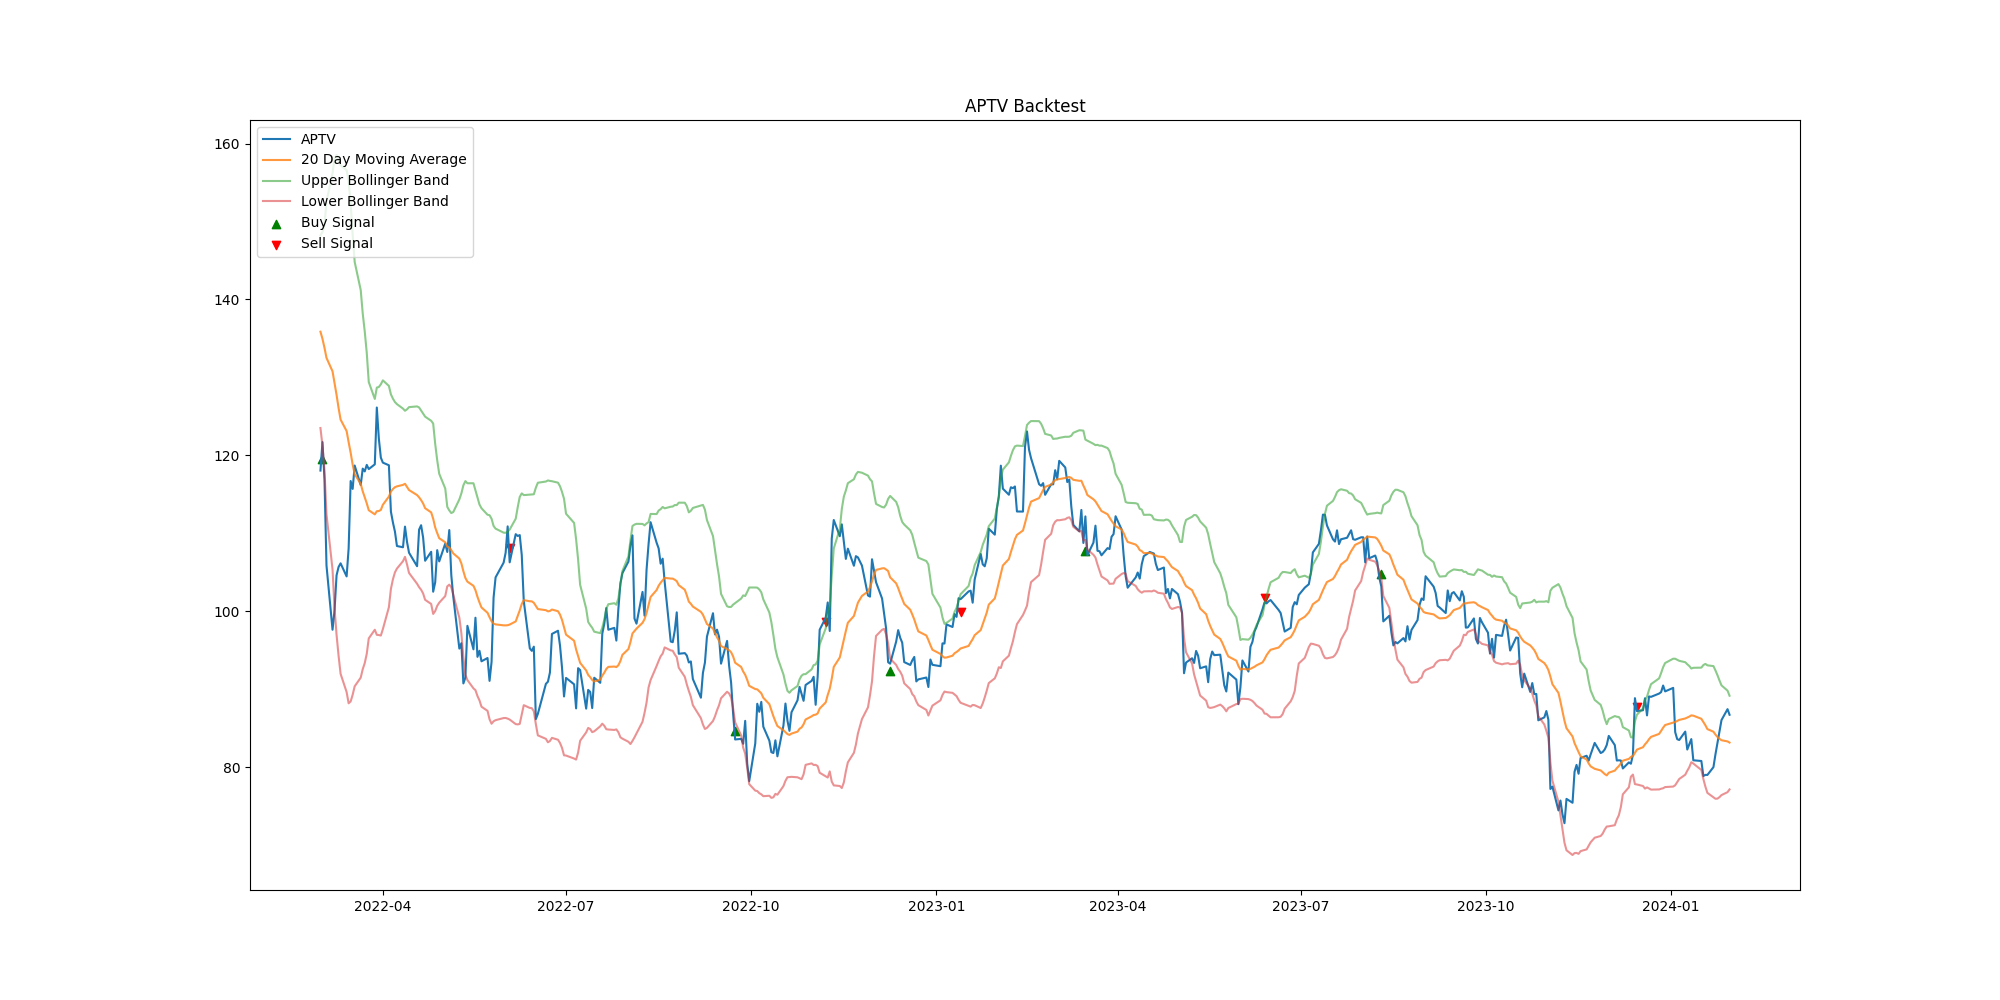 APTV Backtest
160
140
120
100
80
APTV
20 Day Moving Average
Upper Bollinger Band
Lower Bollinger Band
Buy Signal
Sell Signal
2022-04
2022-07
2022-10
2023-01
2023-04
2023-07
2023-10
2024-01